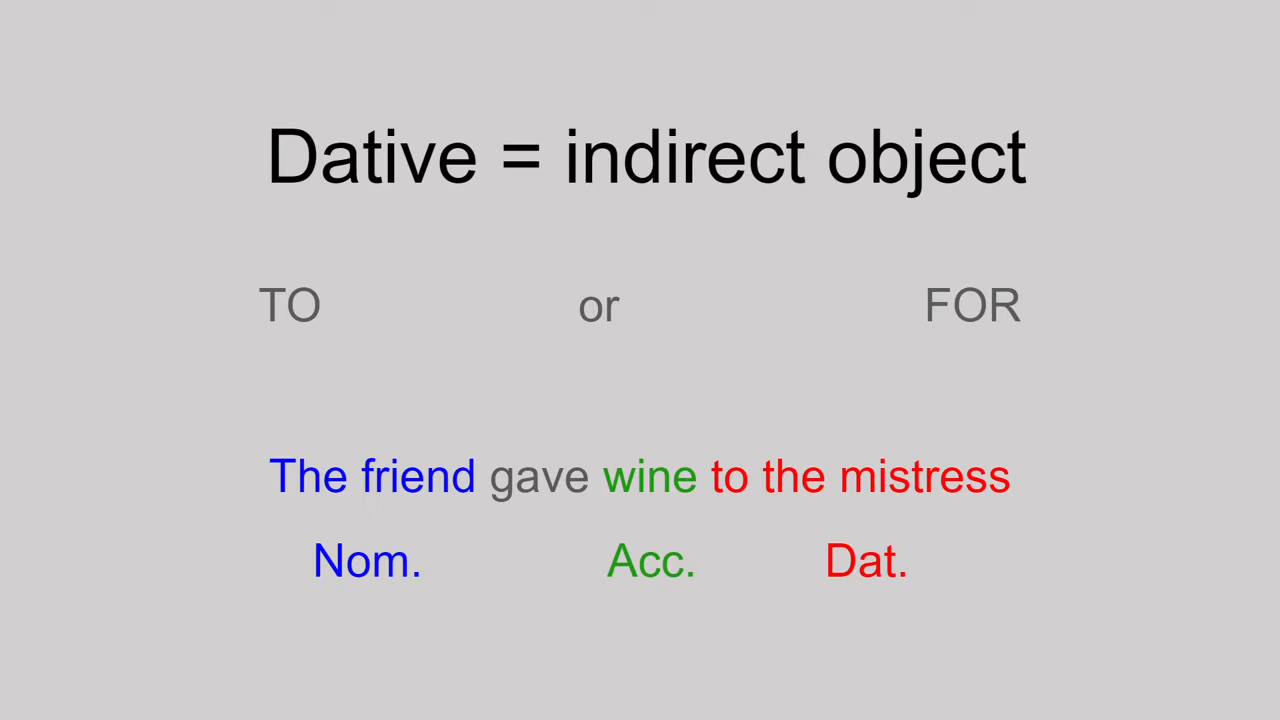 Dative = indirect object
TO or FOR
The friend gave wine to the mistress
Nom. Acc. Dat.